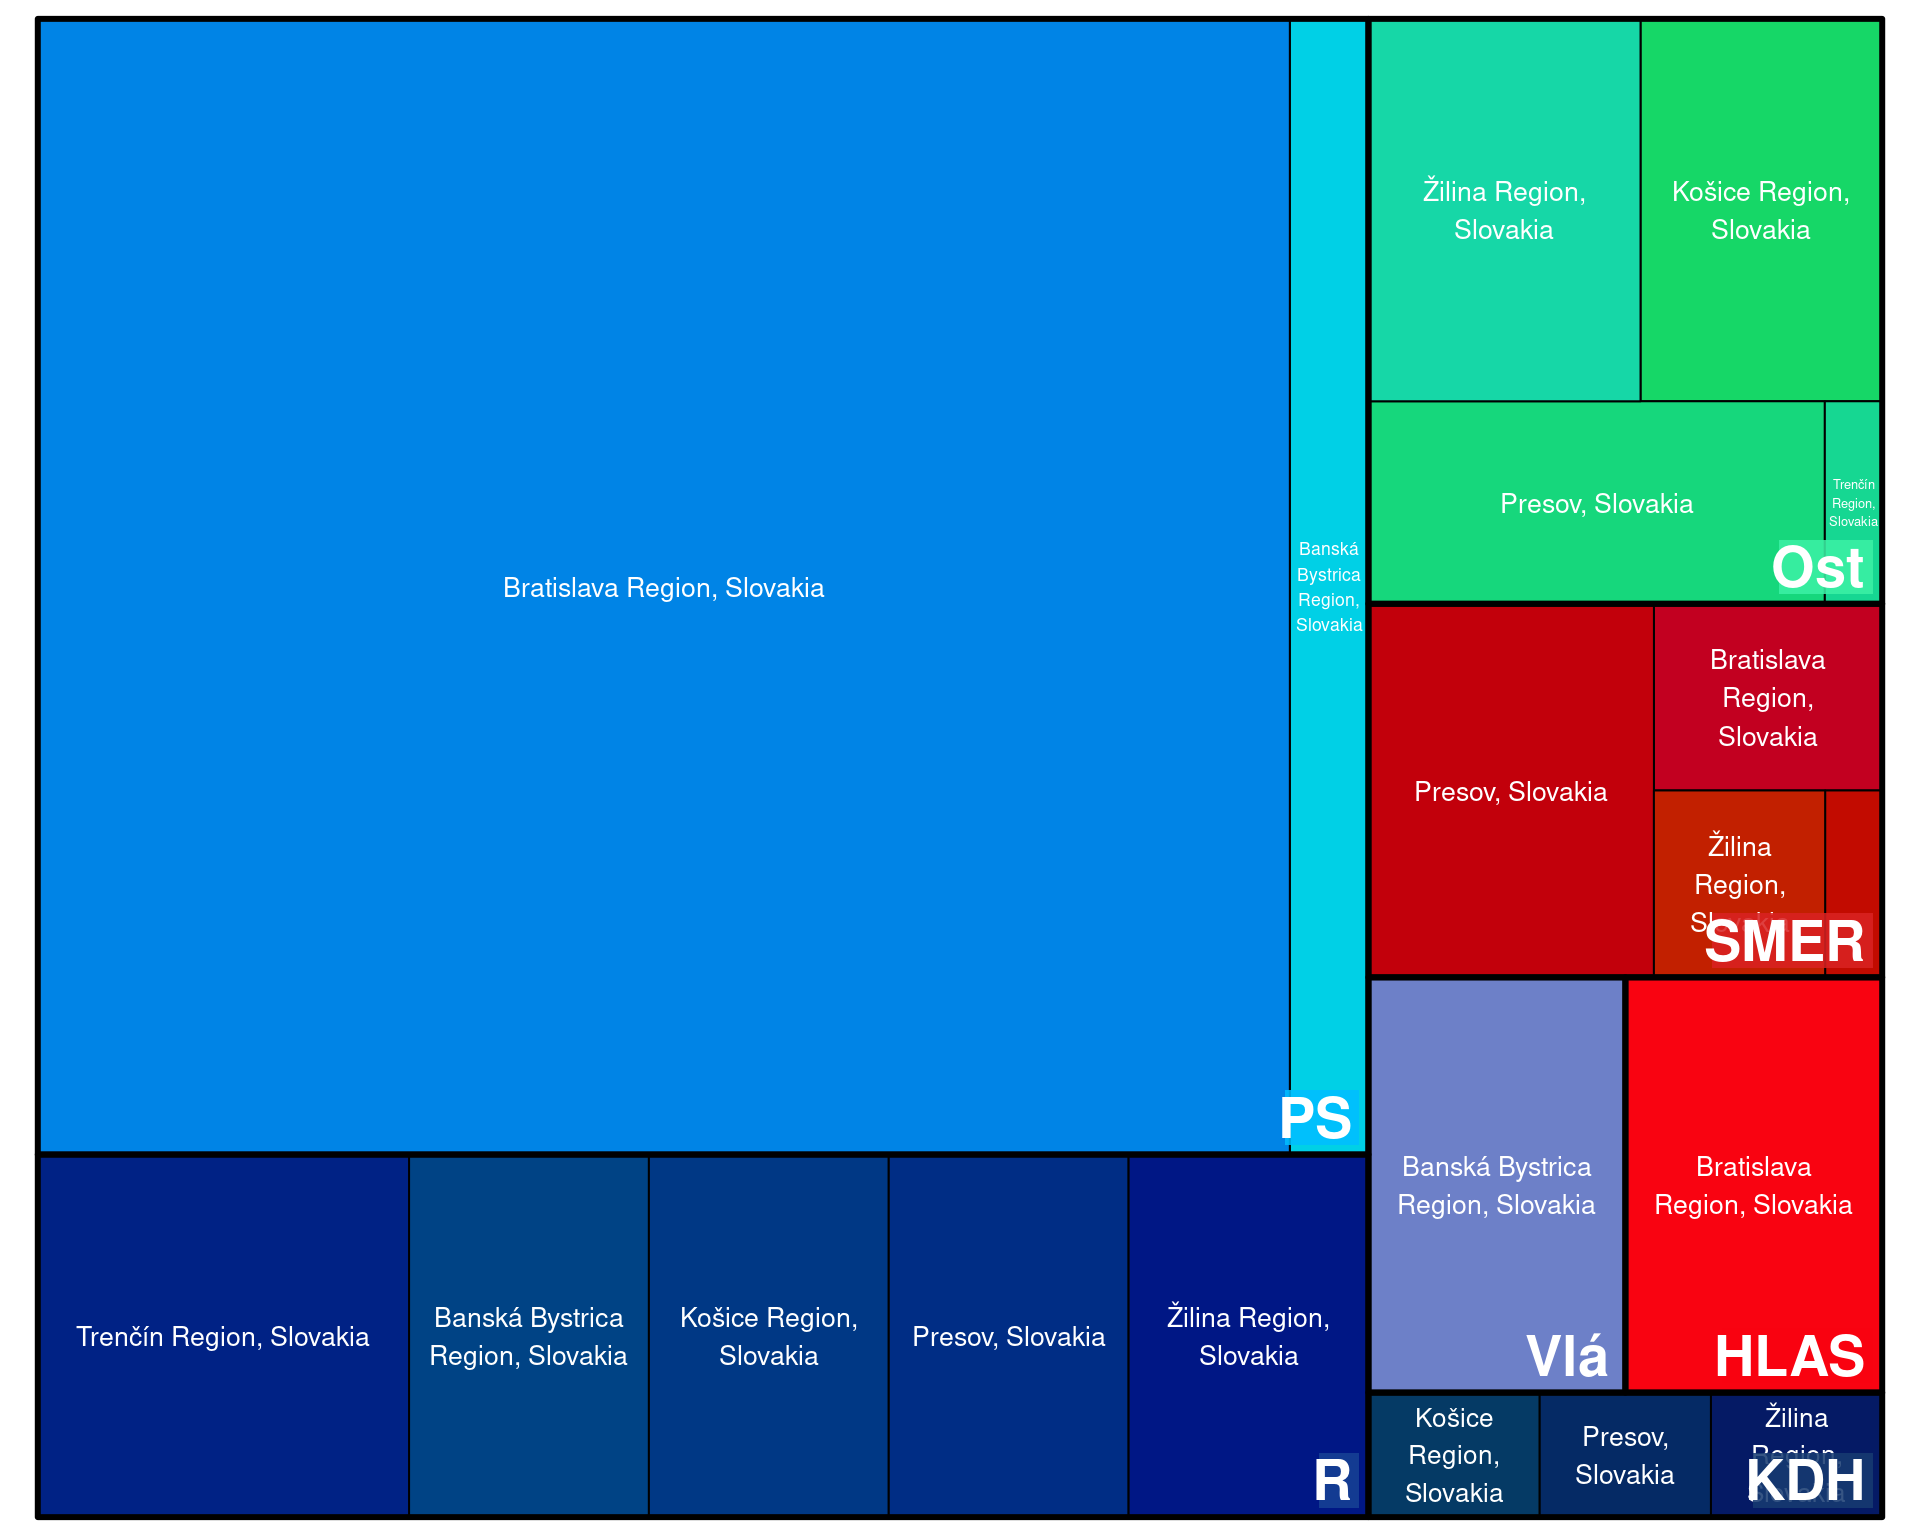 Bratislava Region, Slovakia
Banská
Bystrica
Region,
Slovakia
PS
Trenčín Region, Slovakia
Banská Bystrica
Region, Slovakia
Košice Region,
Slovakia
Presov, Slovakia
Žilina Region,
Slovakia
R
Žilina Region,
Slovakia
Košice Region,
Slovakia
Presov, Slovakia
Trenčín
Region,
Slovakia
Ost
Presov, Slovakia
Bratislava
Region,
Slovakia
Žilina
Region,
Slovakia
SMER
Banská Bystrica
Region, Slovakia
Vlá
Bratislava
Region, Slovakia
HLAS
Košice
Region,
Slovakia
Presov,
Slovakia
Žilina
Region,
Slovakia
KDH